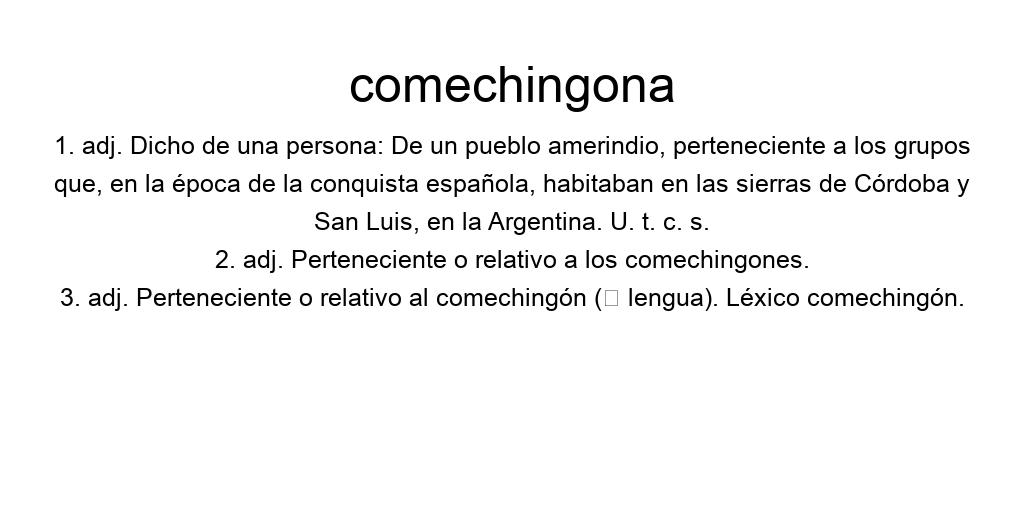 comechingona
1. adj. Dicho de una persona: De un pueblo amerindio, perteneciente a los grupos
que, en la época de la conquista española, habitaban en las sierras de Córdoba y
San Luis, en la Argentina. U. t. c. s.
2. adj. Perteneciente o relativo a los comechingones.
3. adj. Perteneciente o relativo al comechingón (□ lengua). Léxico comechingón.